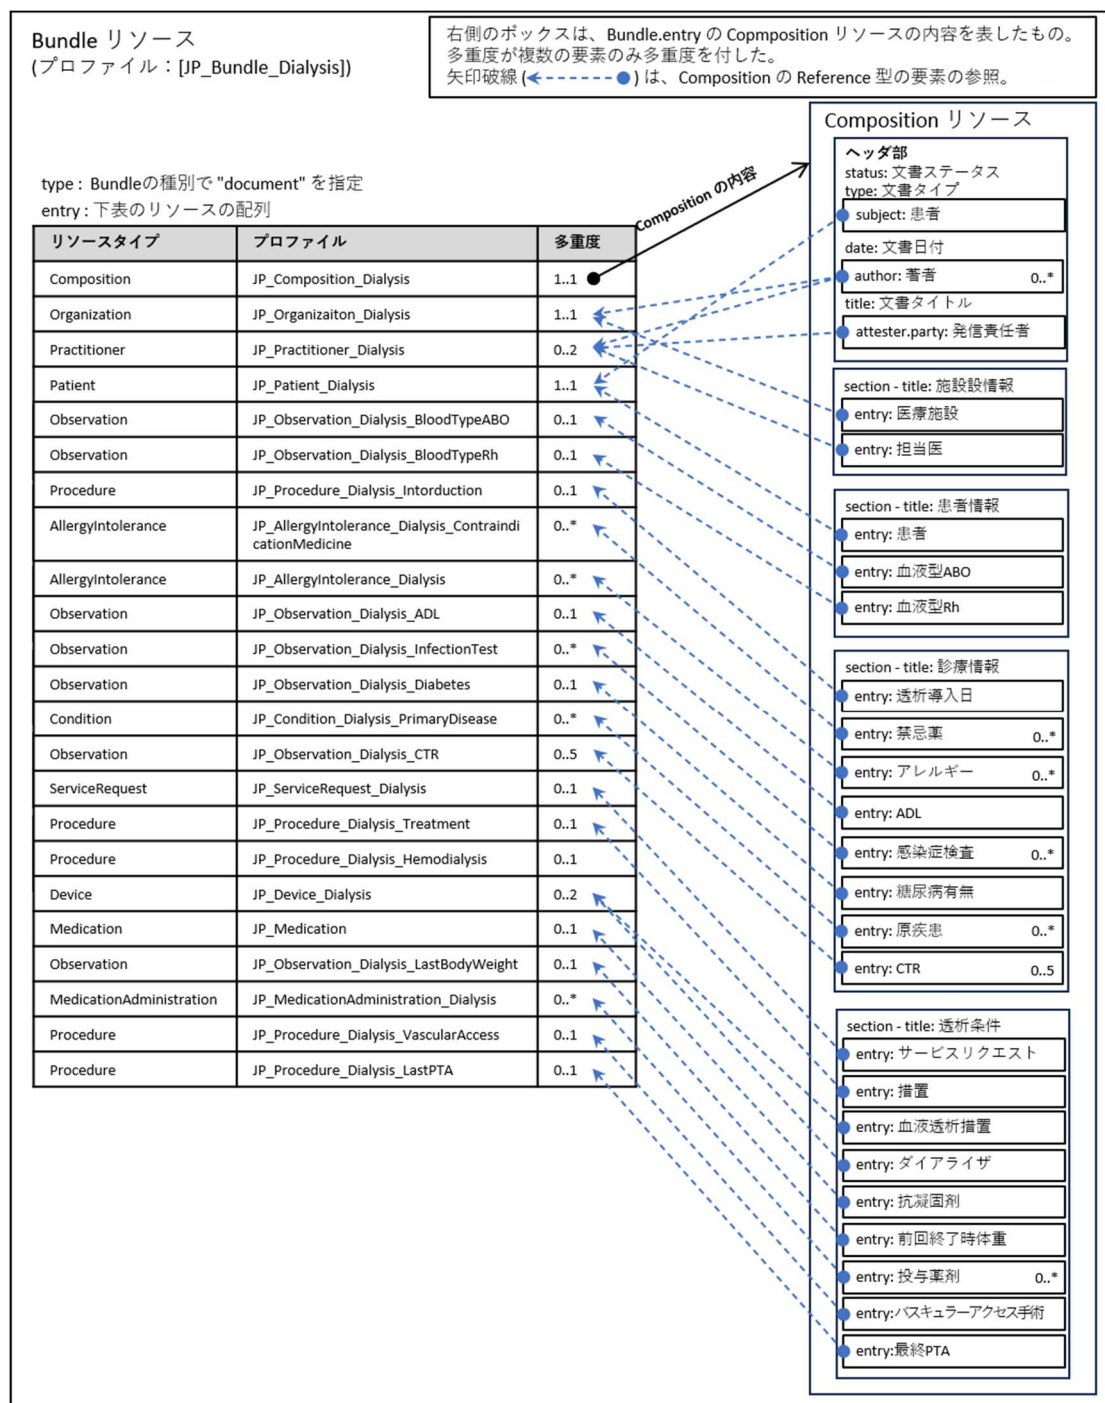 Bundle リソース
(プロファイル：[JP_Bundle_Dialysis])
右側のボックスは、Bundle.entry の Copmposition リソースの内容を表したもの。
多重度が複数の要素のみ多重度を付した。
矢印破線 ( ) は、Composition の Reference 型の要素の参照。
type : Bundleの種別で "document" を指定
entry : 下表のリソースの配列
リソースタイプ プロファイル 多重度
Composition JP_Composition_Dialysis 1..1
Organization JP_Organizaiton_Dialysis 1..1
Practitioner JP_Practitioner_Dialysis 0..2
Patient JP_Patient_Dialysis 1..1
Observation JP_Observation_Dialysis_BloodTypeABO 0..1
Observation JP_Observation_Dialysis_BloodTypeRh 0..1
Procedure JP_Procedure_Dialysis_Intorduction 0..1
AllergyIntolerance JP_AllergyIntolerance_Dialysis_Contraindi 0..*
cationMedicine
AllergyIntolerance JP_AllergyIntolerance_Dialysis 0..*
Observation JP_Observation_Dialysis_ADL 0..1
Observation JP_Observation_Dialysis_InfectionTest 0..*
Observation JP_Observation_Dialysis_Diabetes 0..1
Condition JP_Condition_Dialysis_PrimaryDisease 0..*
Observation JP_Observation_Dialysis_CTR 0..5
ServiceRequest JP_ServiceRequest_Dialysis 0..1
Procedure JP_Procedure_Dialysis_Treatment 0..1
Procedure JP_Procedure_Dialysis_Hemodialysis 0..1
Device JP_Device_Dialysis 0..2
Medication JP_Medication 0..1
Observation JP_Observation_Dialysis_LastBodyWeight 0..1
MedicationAdministration JP_MedicationAdministration_Dialysis 0..*
Procedure JP_Procedure_Dialysis_VascularAccess 0..1
Procedure JP_Procedure_Dialysis_LastPTA 0..1
Composition の内容
Composition リソース
ヘッダ部
status: 文書ステータス
type: 文書タイプ
subject: 患者
date: 文書日付
author: 著者 0..*
title: 文書タイトル
attester.party: 発信責任者
section - title: 施設設情報
entry: 医療施設
entry: 担当医
section - title: 患者情報
entry: 患者
entry: 血液型ABO
entry: 血液型Rh
section - title: 診療情報
entry: 透析導入日
entry: 禁忌薬 0..*
entry: アレルギー 0..*
entry: ADL
entry: 感染症検査 0..*
entry: 糖尿病有無
entry: 原疾患 0..*
entry: CTR 0..5
section - title: 透析条件
entry: サービスリクエスト
entry: 措置
entry: 血液透析措置
entry: ダイアライザ
entry: 抗凝固剤
entry: 前回終了時体重
entry: 投与薬剤 0..*
entry:バスキュラーアクセス手術
entry:最終PTA